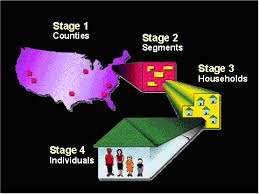 Stage 1
Counties
Stage 2
Segments
Stage 3
Households
Stage 4
Individuals